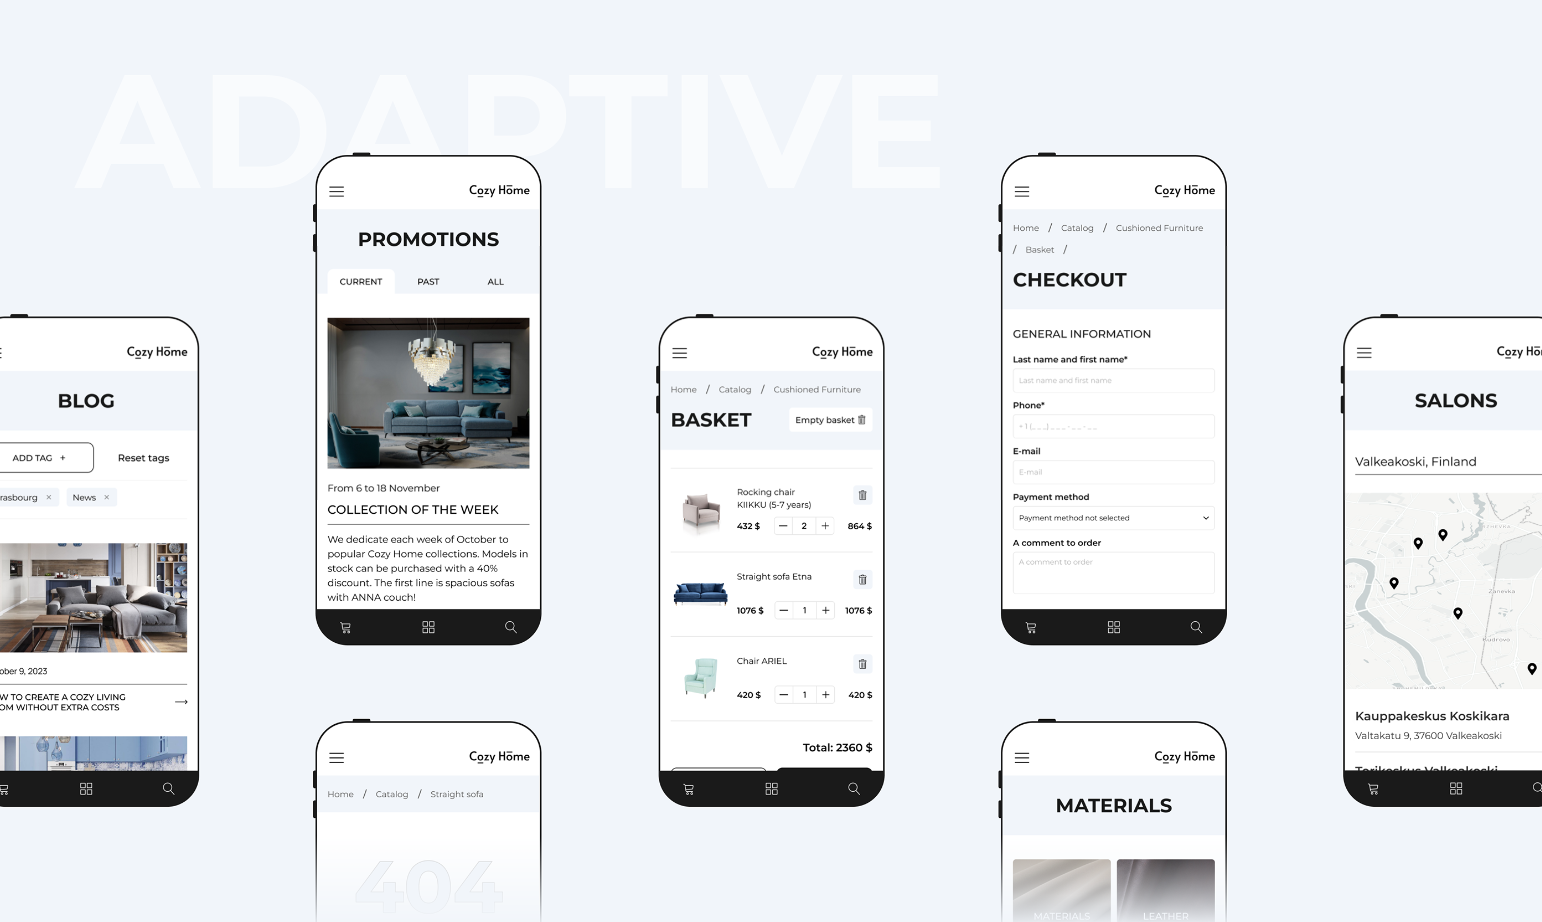 ADAPTIVE
Cozy Home
BLOG
ADD TAG +
Reset tags
rasbourg ×
News ×
ober 9, 2023
W TO CREATE A COZY LIVING
OM WITHOUT EXTRA COSTS
Cozy Home
PROMOTIONS
CURRENT
PAST
ALL
From 6 to 18 November
COLLECTION OF THE WEEK
We dedicate each week of October to
popular Cozy Home collections. Models in
stock can be purchased with a 40%
discount. The first line is spacious sofas
with ANNA couch!
Cozy Home
Home / Catalog / Straight sofa
404
Cozy Home
Home / Catalog / Cushioned Furniture
BASKET
Empty basket
Rocking chair
KIIKKU (5-7 years)
432 $ — 2 + 864 $
Straight sofa Etna
1076 $ — 1 + 1076 $
Chair ARIEL
420 $ — 1 + 420 $
Total: 2360 $
Cozy Home
Home / Catalog / Cushioned Furniture
/ Basket /
CHECKOUT
GENERAL INFORMATION
Last name and first name*
Last name and first name
Phone*
+ 1 (_ _ _) _ _ _ - _ _ - _ _
E-mail
E-mail
Payment method
Payment method not selected
A comment to order
A comment to order
Cozy Home
MATERIALS
MATERIALS
LEATHER
Cozy Ho
SALONS
Valkeakoski, Finland
Zanevka
Kudrovo
Kauppakeskus Koskikara
Valtakatu 9, 37600 Valkeakoski
Torikeskus Valkeakoski